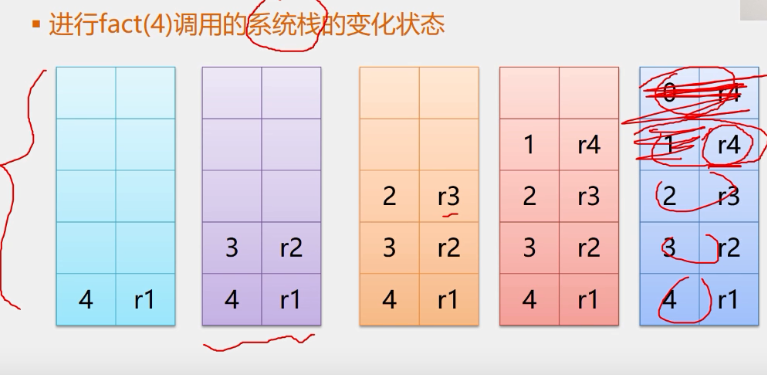 ▪ 进行fact(4)调用的系统栈的变化状态
0 r4
1 r4 1 r4
2 r3 2 r3 2 r3
3 r2 3 r2 3 r2 3 r2
4 r1 4 r1 4 r1 4 r1 4 r1